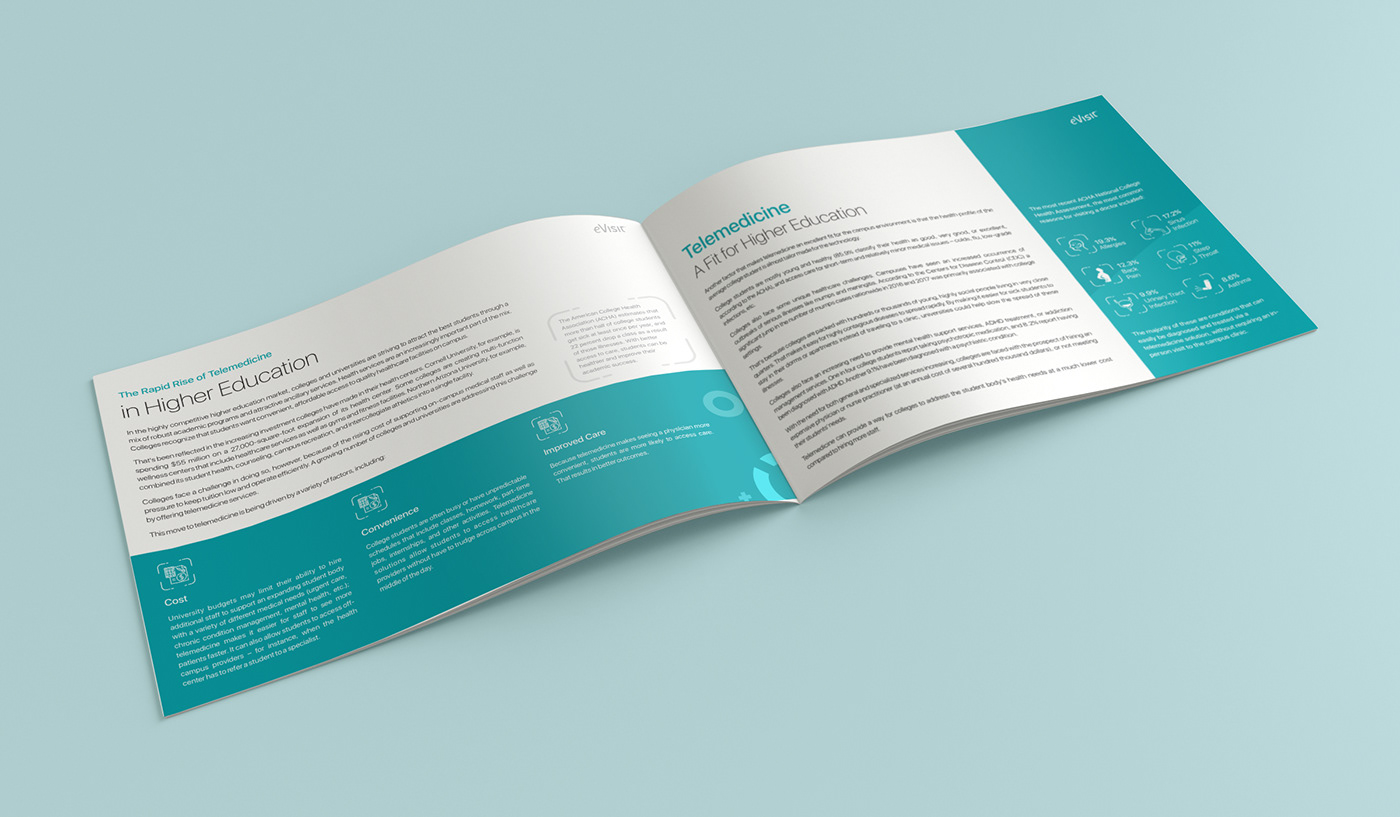 eVisit
The Rapid Rise of Telemedicine
in Higher Education
In the highly competitive higher education market, colleges and universities are striving to attract the best students through a
mix of robust academic programs and attractive ancillary services. Health services are an increasingly important part of the mix.
Colleges recognize that students want convenient, affordable access to quality healthcare facilities on campus.
That's been reflected in the increasing investment colleges have made in their health centers. Cornell University, for example, is
spending $55 million on a 27,000-square-foot expansion of its health center. Some colleges are creating multi-function
wellness centers that include healthcare services as well as gyms and fitness facilities. Northern Arizona University, for example,
combined its student health, counseling, campus recreation, and intercollegiate athletics into a single facility.
Colleges face a challenge in doing so, however, because of the rising cost of supporting on-campus medical staff as well as
pressure to keep tuition low and operate efficiently. A growing number of colleges and universities are addressing this challenge
by offering telemedicine services.
This move to telemedicine is being driven by a variety of factors, including:
The American College Health
Association (ACHA) estimates that
more than half of college students
get sick at least once per year, and
22 percent drop a class as a result
of those illnesses. With better
access to care, students can be
healthier and improve their
academic success.
Cost
University budgets may limit their ability to hire
additional staff to support an expanding student body
with a variety of different medical needs (urgent care,
chronic condition management, mental health, etc.),
telemedicine makes it easier for staff to see more
patients faster. It can also allow students to access off-
campus providers – for instance, when the health
center has to refer a student to a specialist.
Convenience
College students are often busy or have unpredictable
schedules that include classes, homework, part-time
jobs, internships, and other activities. Telemedicine
solutions allow students to access healthcare
providers without have to trudge across campus in the
middle of the day.
Improved Care
Because telemedicine makes seeing a physician more
convenient, students are more likely to access care.
That results in better outcomes.
Telemedicine
A Fit for Higher Education
Another factor that makes telemedicine an excellent fit for the campus environment is that the health profile of the
average college student is almost tailor made for the technology.
College students are mostly young and healthy (85.9% classify their health as good, very good, or excellent,
according to the ACHA), and access care for short-term and relatively minor medical issues – colds, flu, low-grade
infections, etc.
Colleges also face some unique healthcare challenges. Campuses have seen an increased occurrence of
outbreaks of serious illnesses like mumps and meningitis. According to the Centers for Disease Control (CDC) a
significant jump in the number of mumps cases nationwide in 2016 and 2017 was primarily associated with college
settings.
That's because colleges are packed with hundreds or thousands of young, highly social people living in very close
quarters. That makes it easy for highly contagious diseases to spread rapidly. By making it easier for sick students to
stay in their dorms or apartments instead of traveling to a clinic, universities could help slow the spread of these
illnesses.
Colleges also face an increasing need to provide mental health support services, ADHD treatment, or addiction
management services. One in four college students report taking psychotropic medication, and 8.2% report having
been diagnosed with ADHD. Another 9.1% have been diagnosed with a psychiatric condition.
With the need for both general and specialized services increasing, colleges are faced with the prospect of hiring an
expensive physician or nurse practitioner (at an annual cost of several hundred thousand dollars), or not meeting
their student needs.
Telemedicine can provide a way for colleges to address the student body's health needs at a much lower cost
compared to hiring more staff.
eVisit
The most recent ACHA National College
Health Assessment, the most common
reasons for visiting a doctor included:
19.3%
Allergies
17.2%
Sinus
Infection
12.3%
Back
Pain
11%
Strep
Throat
9.9%
Urinary Tract
Infection
8.6%
Asthma
The majority of these are conditions that can
easily be diagnosed and treated via a
telemedicine solution, without requiring an in-
person visit to the campus clinic.